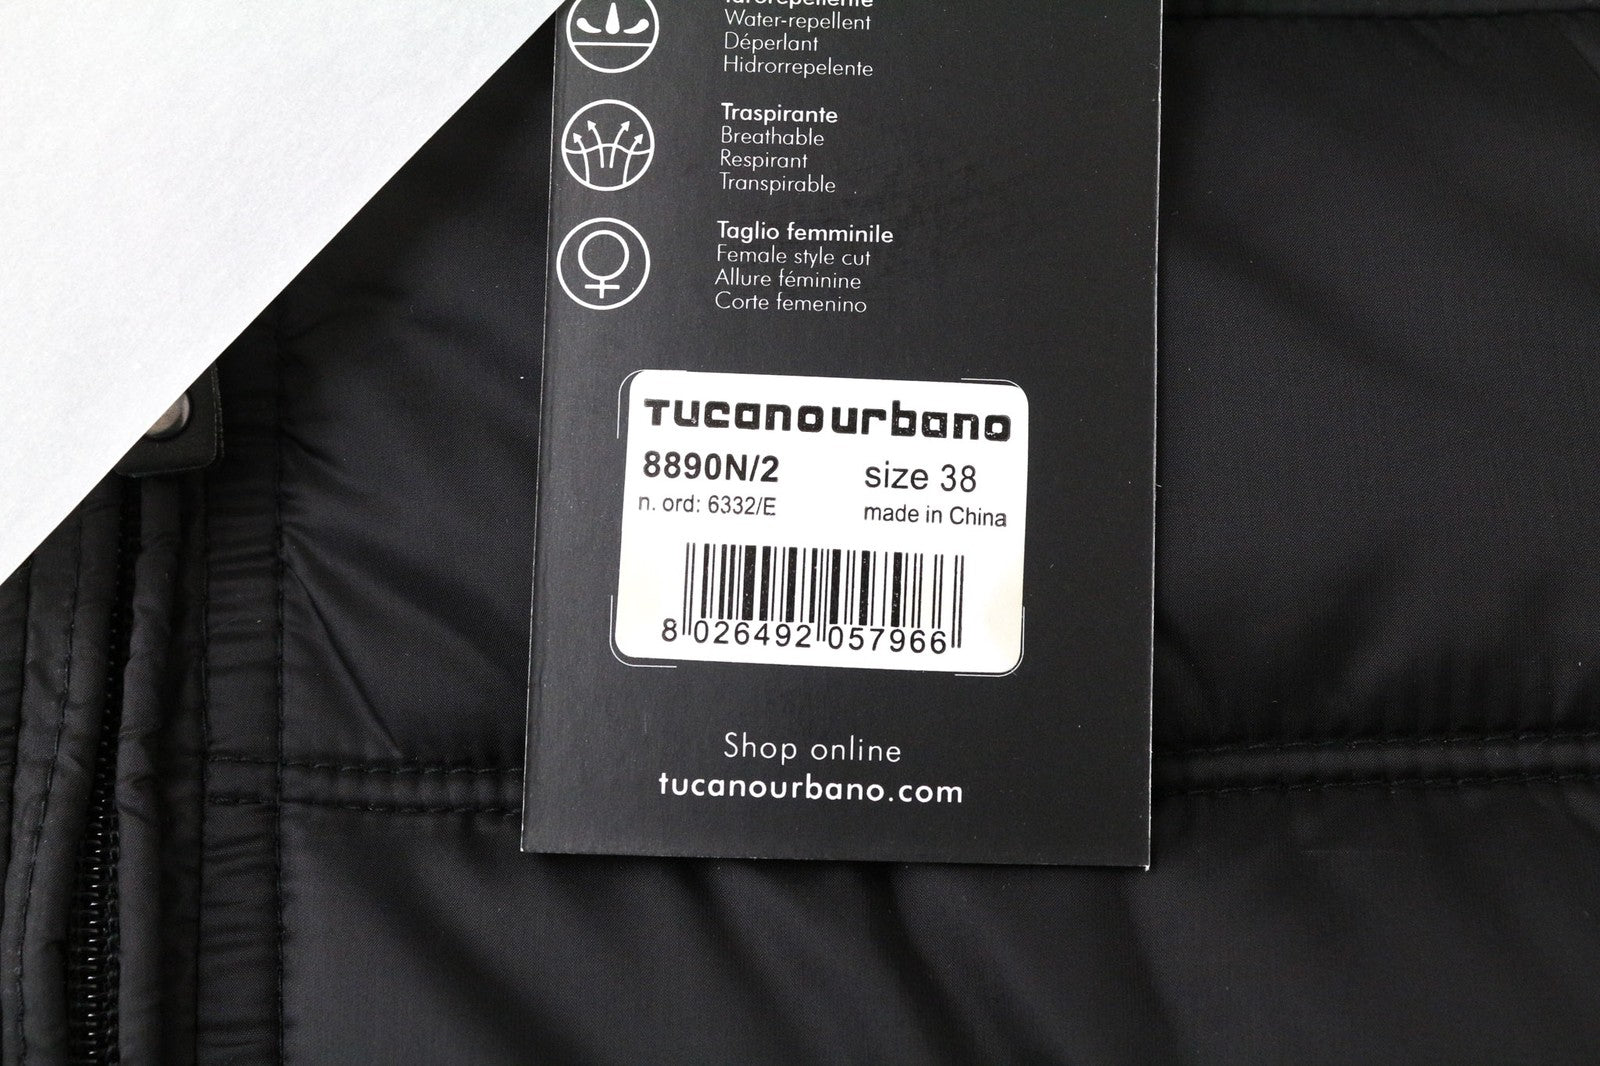 Idrorepellente
Water-repellent
Déperlant
Hidrorrepelente
Traspirante
Breathable
Respirant
Transpirable
Taglio femminile
Female style cut
Allure féminine
Corte femenino
TUCANOURBANO
8890N/2 size 38
n. ord: 6332/E made in China
8 026492 057966
Shop online
tucanourbano.com